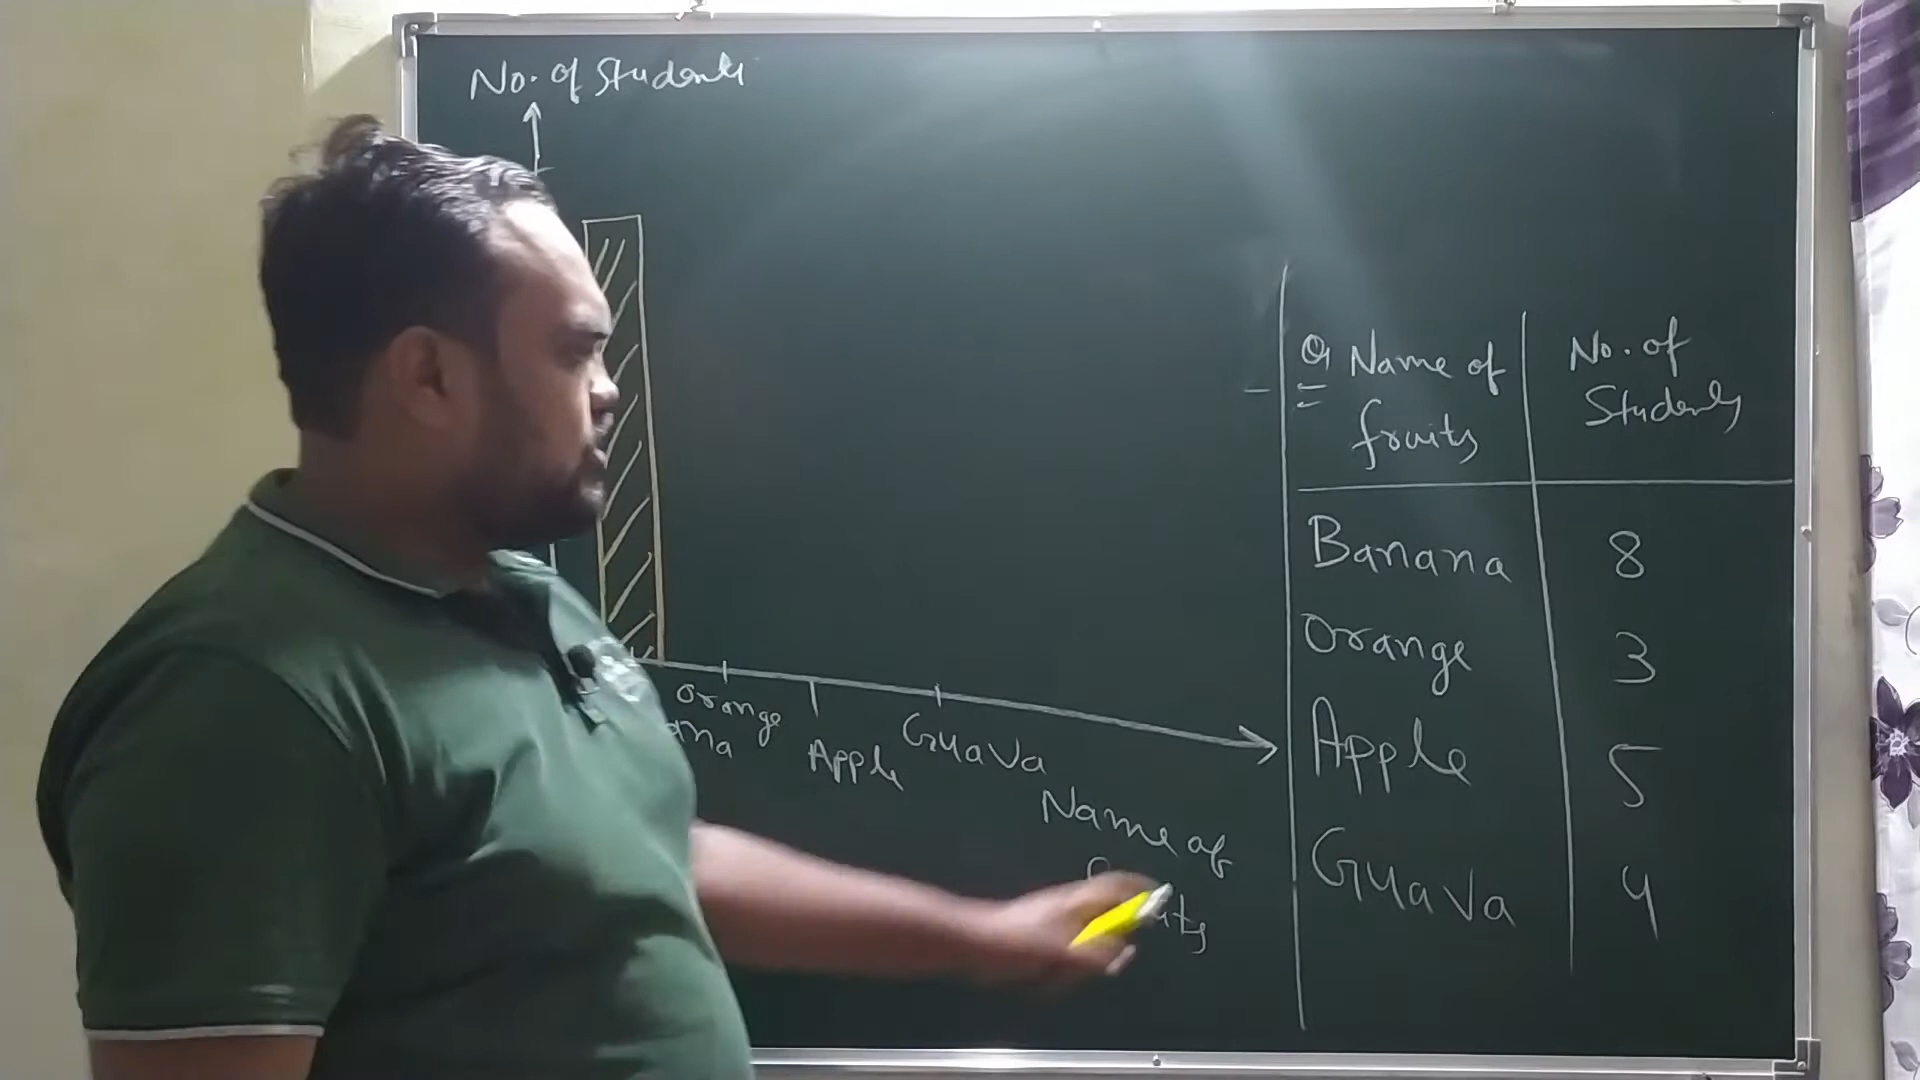 No. of Students
Q Name of fruits
No. of Students
Banana 8
Orange 3
Apple 5
Guava 4
Orange
Apple
Guava
Name of